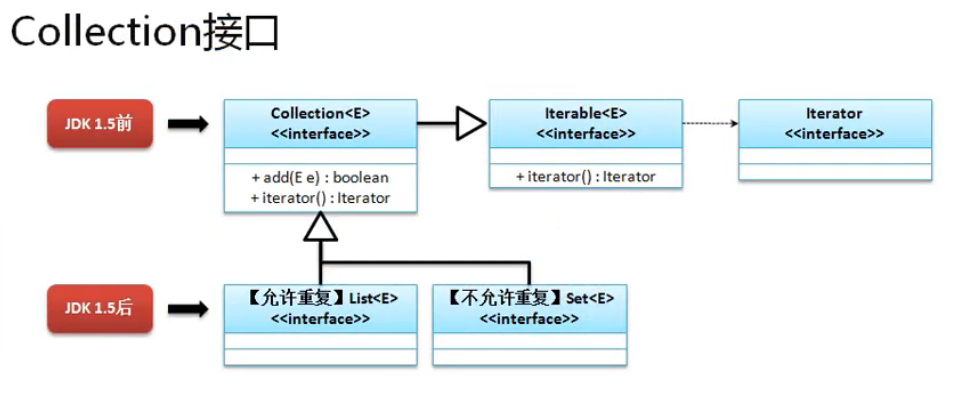 Collection接口
JDK 1.5前
Collection<E>
<<interface>>
+ add(E e) : boolean
+ iterator() : Iterator
Iterable<E>
<<interface>>
+ iterator() : Iterator
Iterator
<<interface>>
JDK 1.5后
【允许重复】List<E>
<<interface>>
【不允许重复】Set<E>
<<interface>>